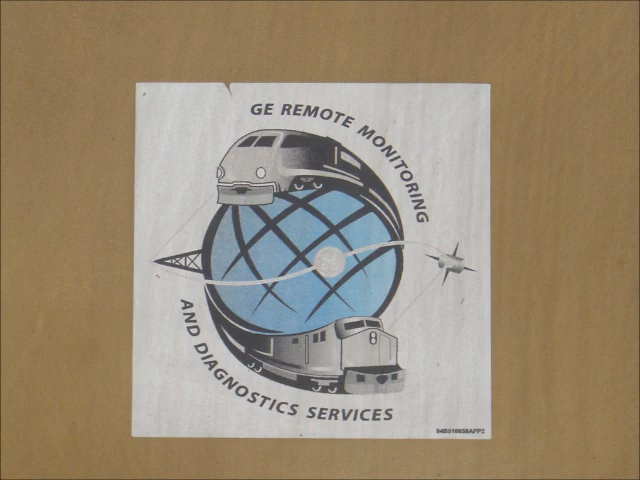 GE REMOTE MONITORING
AND DIAGNOSTICS SERVICES